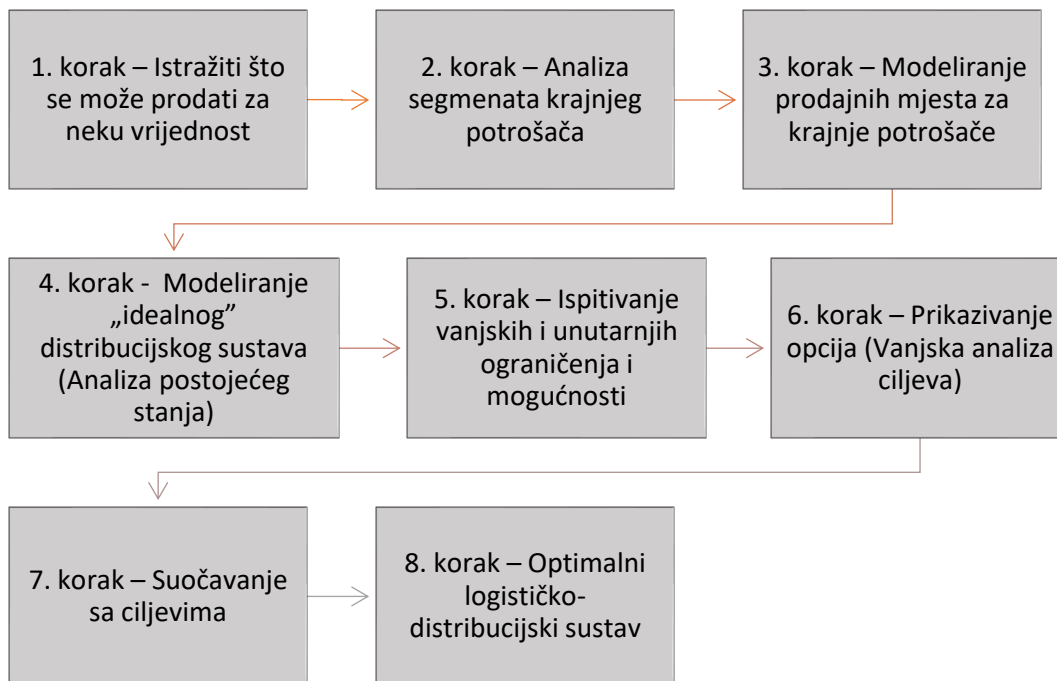 1. korak – Istražiti što
se može prodati za
neku vrijednost
2. korak – Analiza
segmenata krajnjeg
potrošača
3. korak – Modeliranje
prodajnih mjesta za
krajnje potrošače
4. korak - Modeliranje
„idealnog”
distribucijskog sustava
(Analiza postojećeg
stanja)
5. korak – Ispitivanje
vanjskih i unutarnjih
ograničenja i
mogućnosti
6. korak – Prikazivanje
opcija (Vanjska analiza
ciljeva)
7. korak – Suočavanje
sa ciljevima
8. korak – Optimalni
logističko-
distribucijski sustav